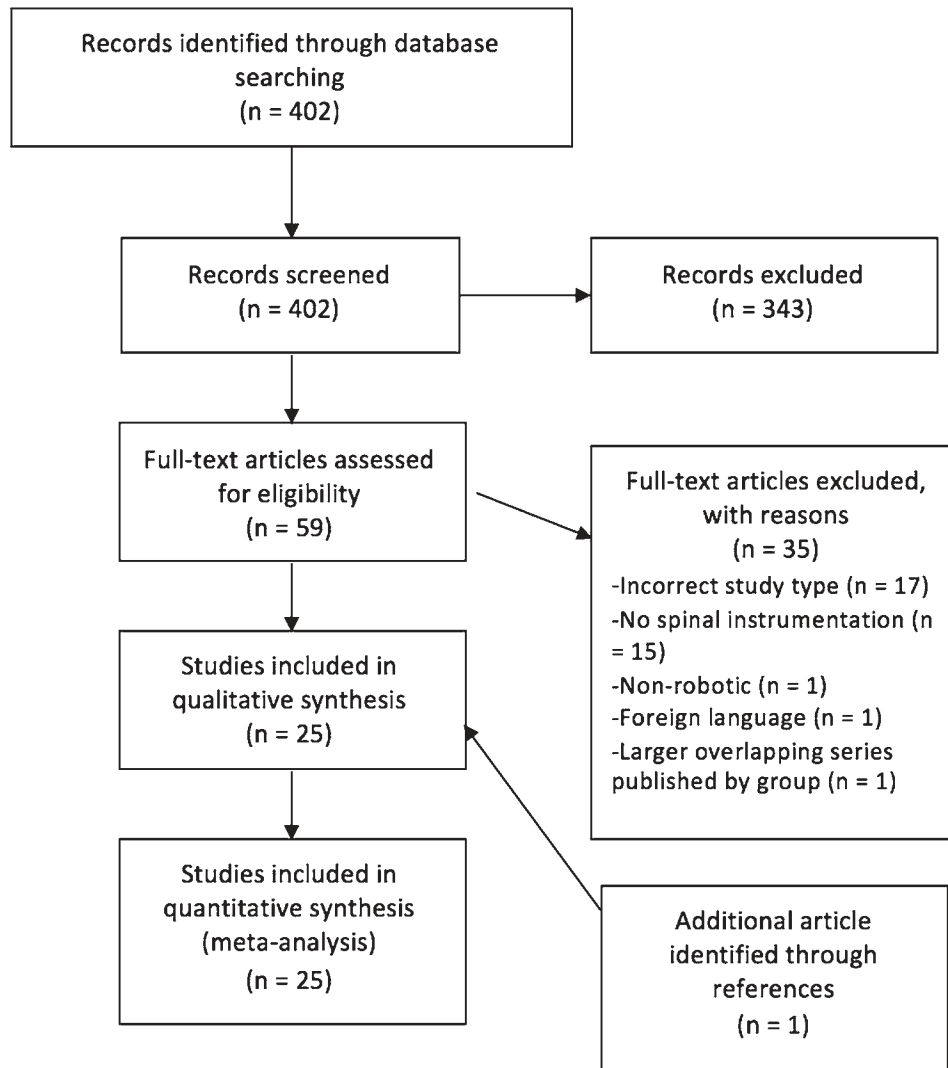 Records identified through database
searching
(n = 402)
Records screened
(n = 402)
Records excluded
(n = 343)
Full-text articles assessed
for eligibility
(n = 59)
Full-text articles excluded,
with reasons
(n = 35)
-Incorrect study type (n = 17)
-No spinal instrumentation (n
= 15)
-Non-robotic (n = 1)
-Foreign language (n = 1)
-Larger overlapping series
published by group (n = 1)
Studies included in
qualitative synthesis
(n = 25)
Studies included in
quantitative synthesis
(meta-analysis)
(n = 25)
Additional article
identified through
references
(n = 1)